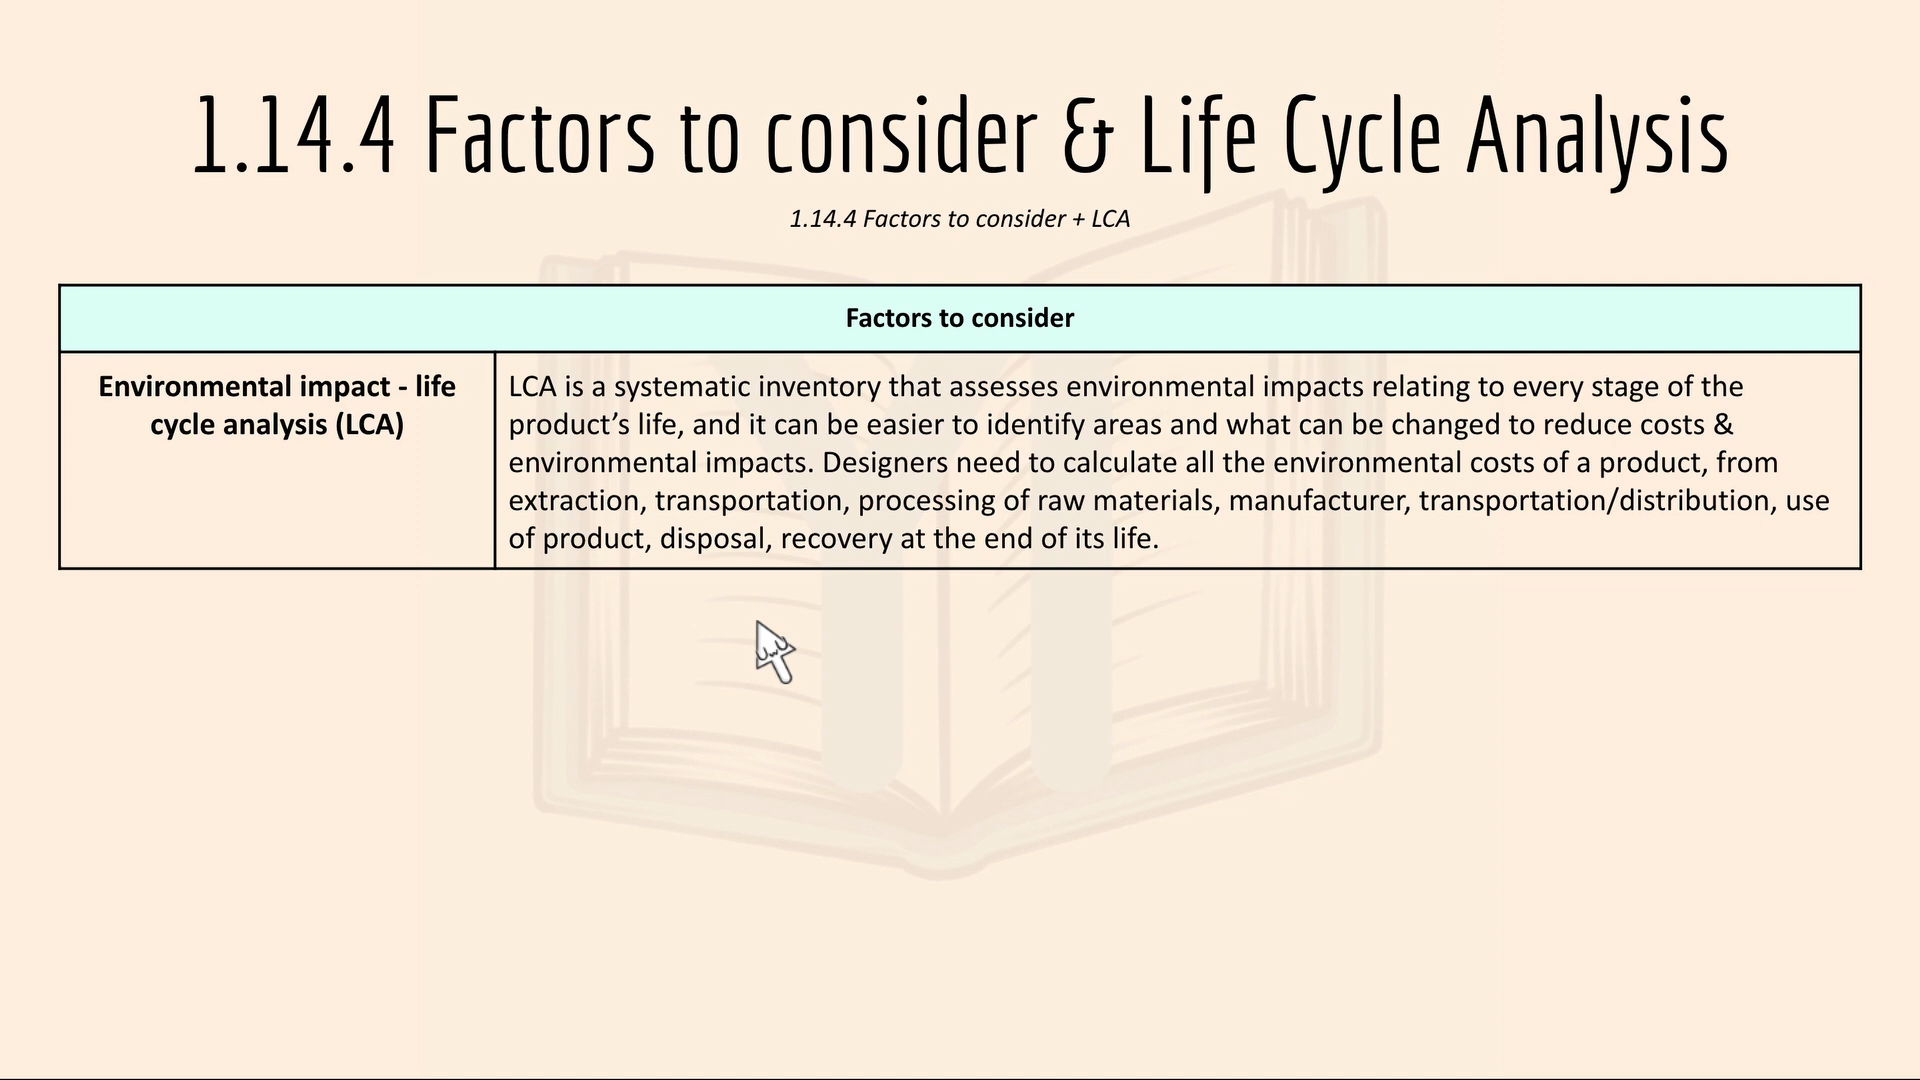 1.14.4 Factors to consider & Life Cycle Analysis
1.14.4 Factors to consider + LCA
Factors to consider
Environmental impact - life
cycle analysis (LCA)
LCA is a systematic inventory that assesses environmental impacts relating to every stage of the
product’s life, and it can be easier to identify areas and what can be changed to reduce costs &
environmental impacts. Designers need to calculate all the environmental costs of a product, from
extraction, transportation, processing of raw materials, manufacturer, transportation/distribution, use
of product, disposal, recovery at the end of its life.